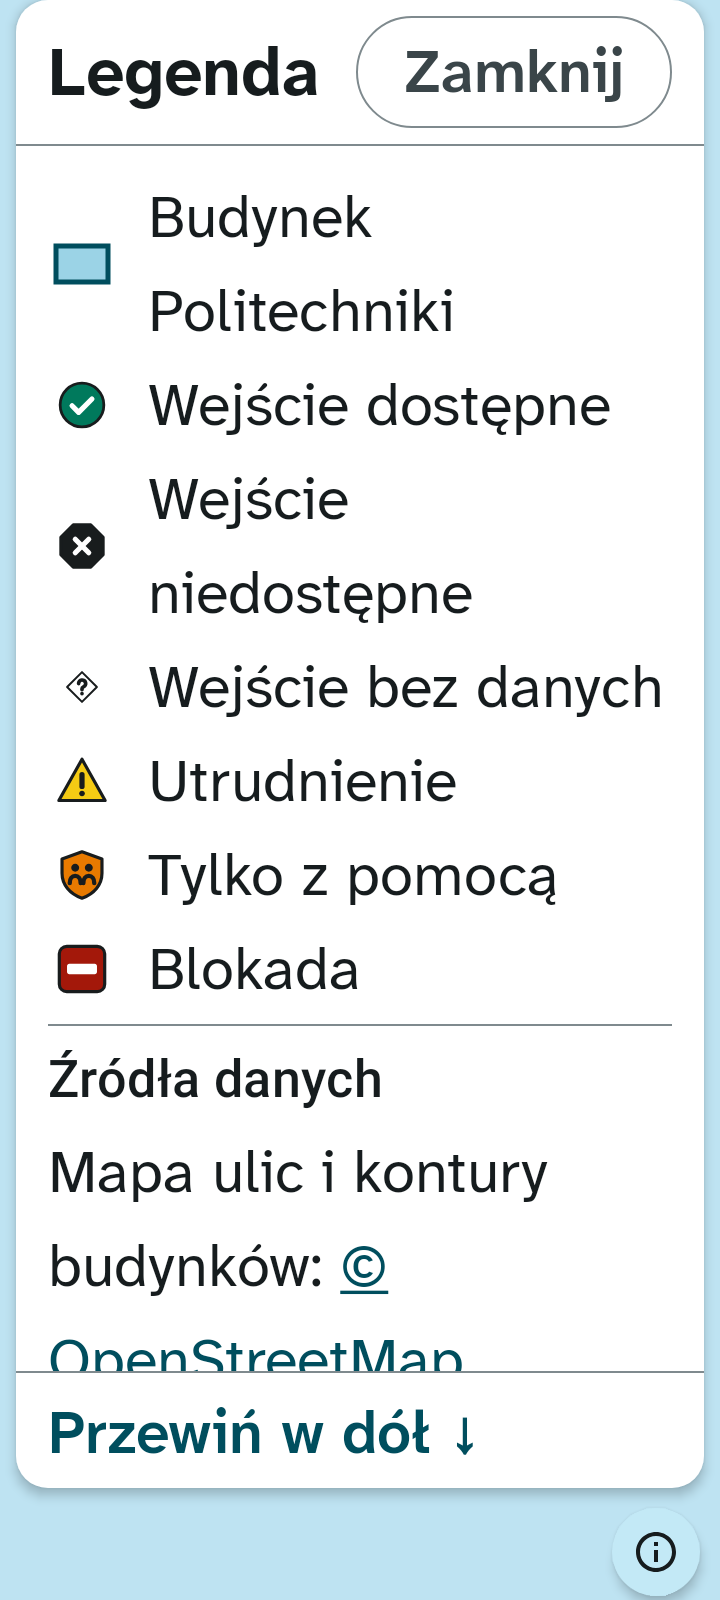 Legenda
Zamknij
Budynek
Politechniki
Wejście dostępne
Wejście
niedostępne
Wejście bez danych
Utrudnienie
Tylko z pomocą
Blokada
Źródła danych
Mapa ulic i kontury
budynków: ©
OpenStreetMap
Przewiń w dół ↓